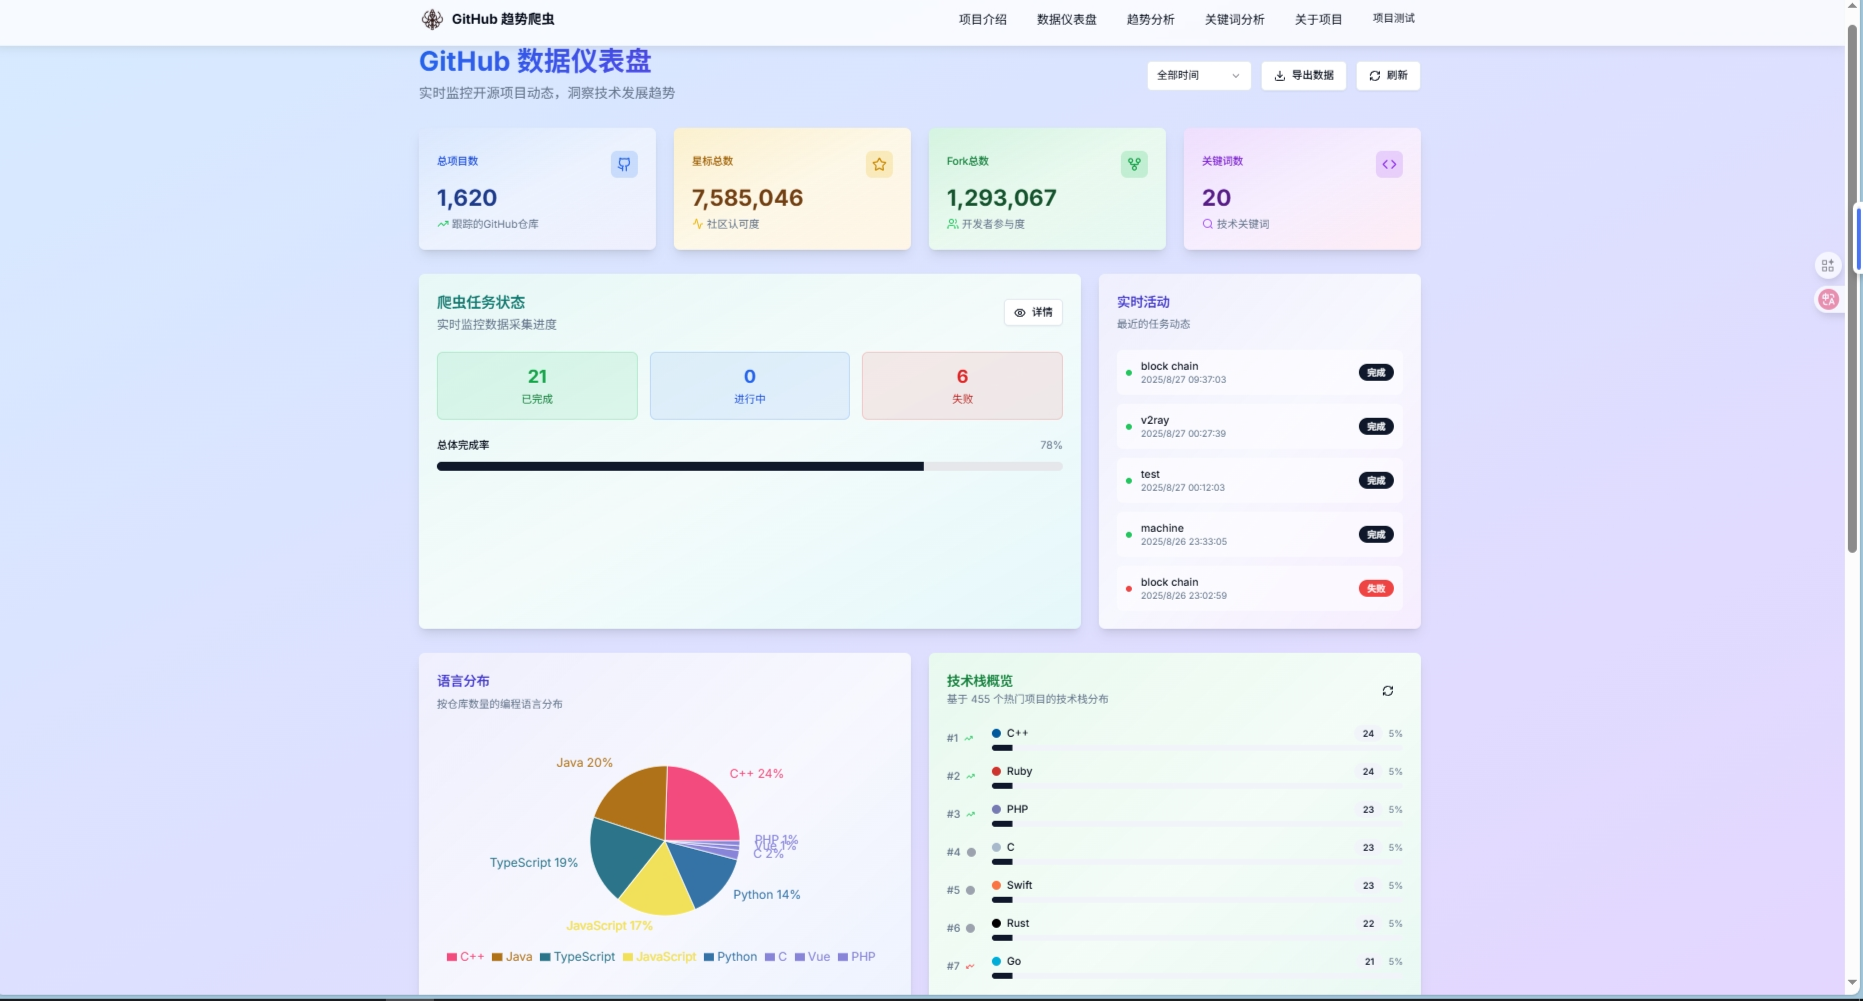 GitHub 趋势爬虫
项目介绍 数据仪表盘 趋势分析 关键词分析 关于项目 项目测试
GitHub 数据仪表盘
实时监控开源项目动态，洞察技术发展趋势
全部时间 导出数据 刷新
总项目数
1,620
跟踪的GitHub仓库
星标总数
7,585,046
社区认可度
Fork总数
1,293,067
开发者参与度
关键词数
20
技术关键词
爬虫任务状态
实时监控数据采集进度
详情
21
已完成
0
进行中
6
失败
总体完成率 78%
实时活动
最近的任务动态
block chain
2025/8/27 09:37:03
完成
v2ray
2025/8/27 00:27:39
完成
test
2025/8/27 00:12:03
完成
machine
2025/8/26 23:33:05
完成
block chain
2025/8/26 23:02:59
失败
语言分布
按仓库数量的编程语言分布
Java 20%
C++ 24%
PHP 1%
Vue 1%
C 2%
TypeScript 19%
Python 14%
JavaScript 17%
C++ Java TypeScript JavaScript Python C Vue PHP
技术栈概览
基于 455 个热门项目的技术栈分布
#1 C++ 24 5%
#2 Ruby 24 5%
#3 PHP 23 5%
#4 C 23 5%
#5 Swift 23 5%
#6 Rust 22 5%
#7 Go 21 5%